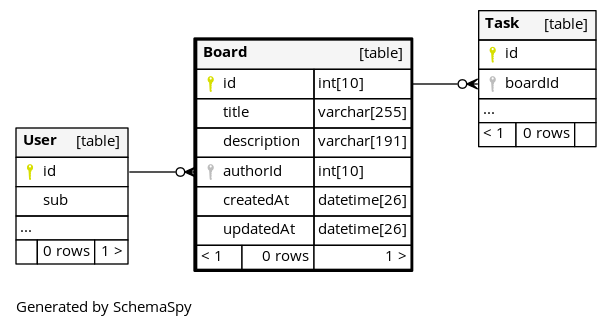 Task [table]
id
boardId
...
< 1 0 rows
Board [table]
id int[10]
title varchar[255]
description varchar[191]
authorId int[10]
createdAt datetime[26]
updatedAt datetime[26]
< 1 0 rows 1 >
User [table]
id
sub
...
0 rows 1 >
Generated by SchemaSpy